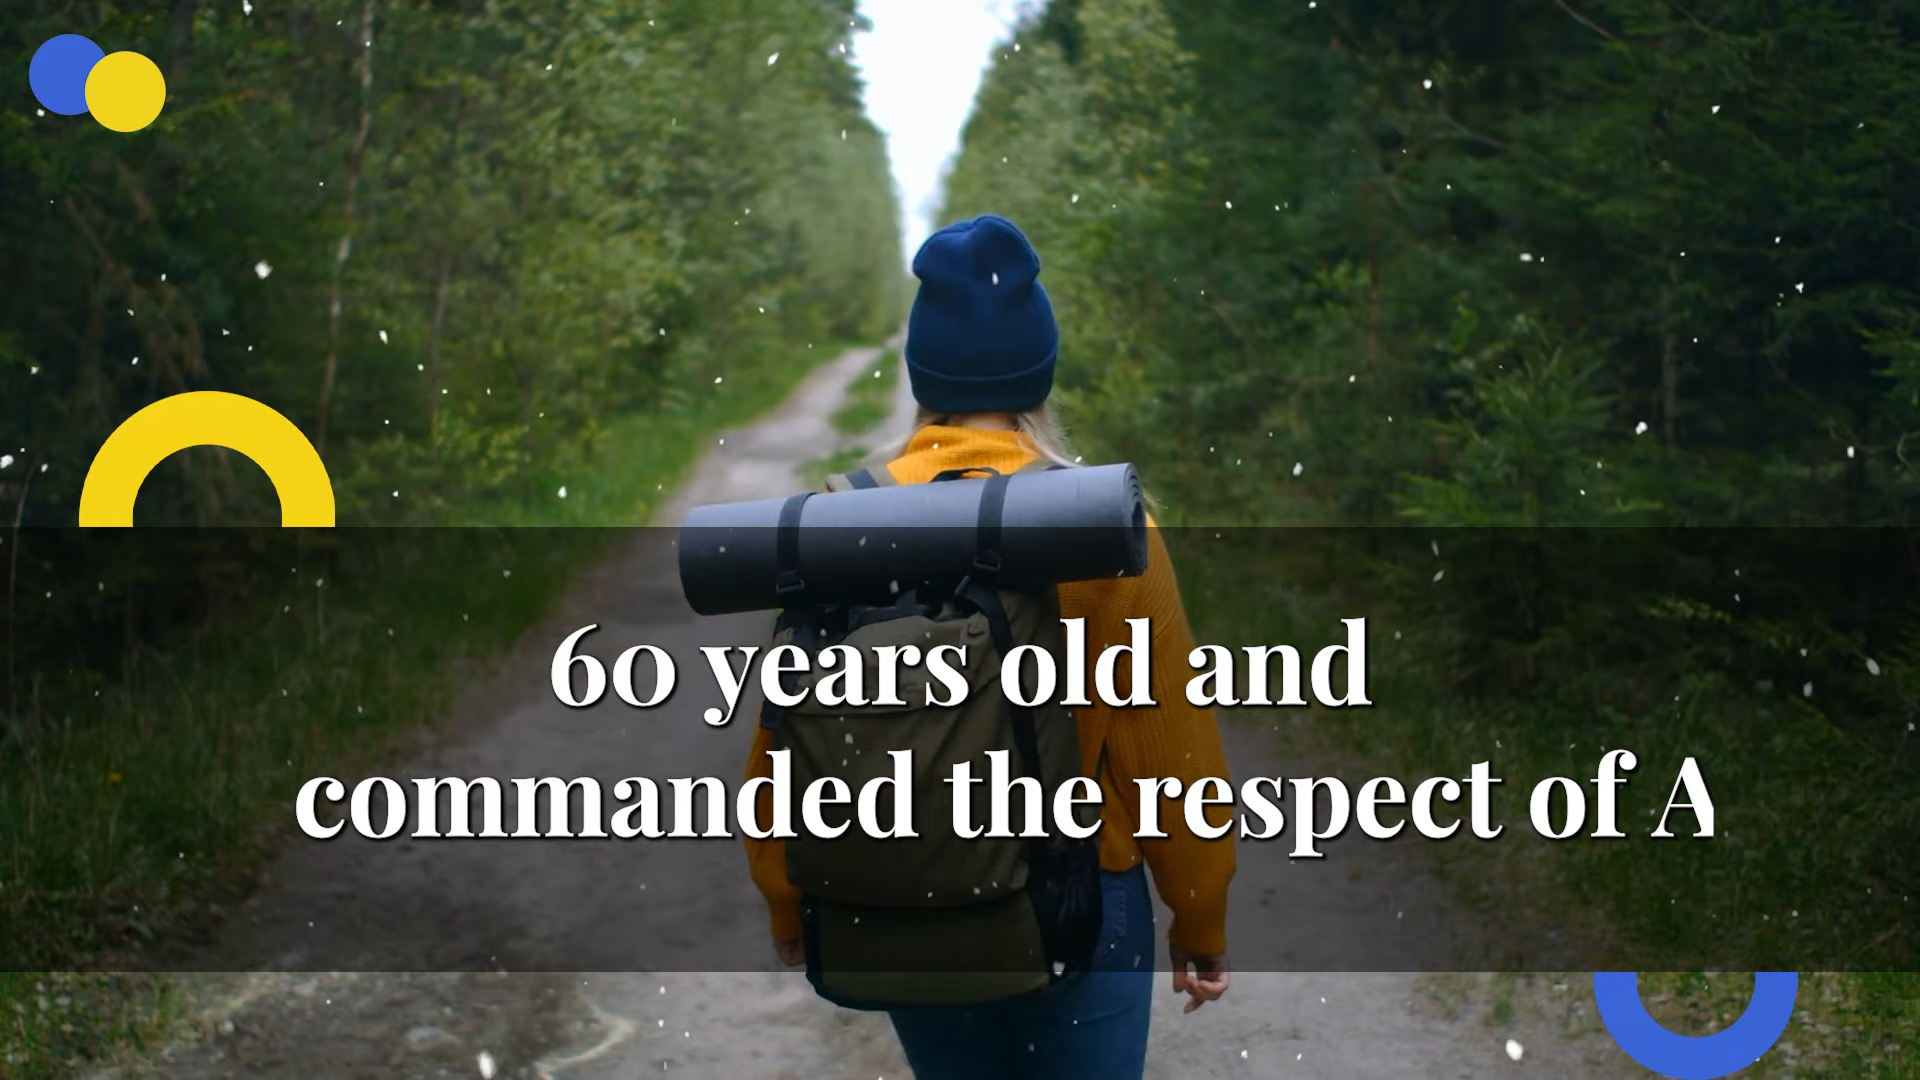 60 years old and
commanded the respect of A